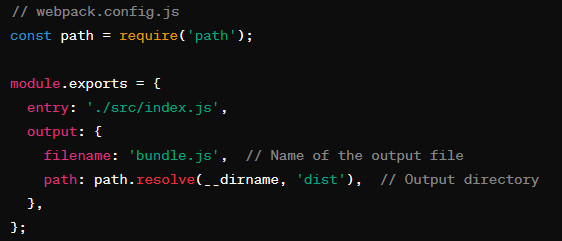 // webpack.config.js
const path = require('path');

module.exports = {
  entry: './src/index.js',
  output: {
    filename: 'bundle.js',  // Name of the output file
    path: path.resolve(__dirname, 'dist'),  // Output directory
  },
};